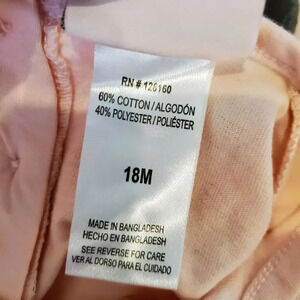 RN # 128160
60% COTTON / ALGODÓN
40% POLYESTER / POLIÉSTER
18M
MADE IN BANGLADESH
HECHO EN BANGLADESH
SEE REVERSE FOR CARE
VER AL DORSO PARA EL CUIDADO